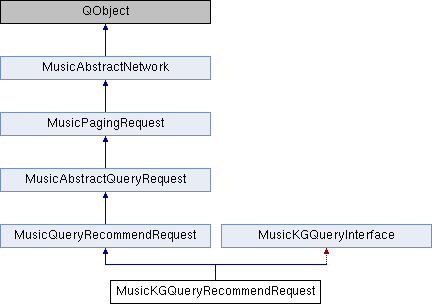 QObject
MusicAbstractNetwork
MusicPagingRequest
MusicAbstractQueryRequest
MusicQueryRecommendRequest
MusicKGQueryInterface
MusicKGQueryRecommendRequest